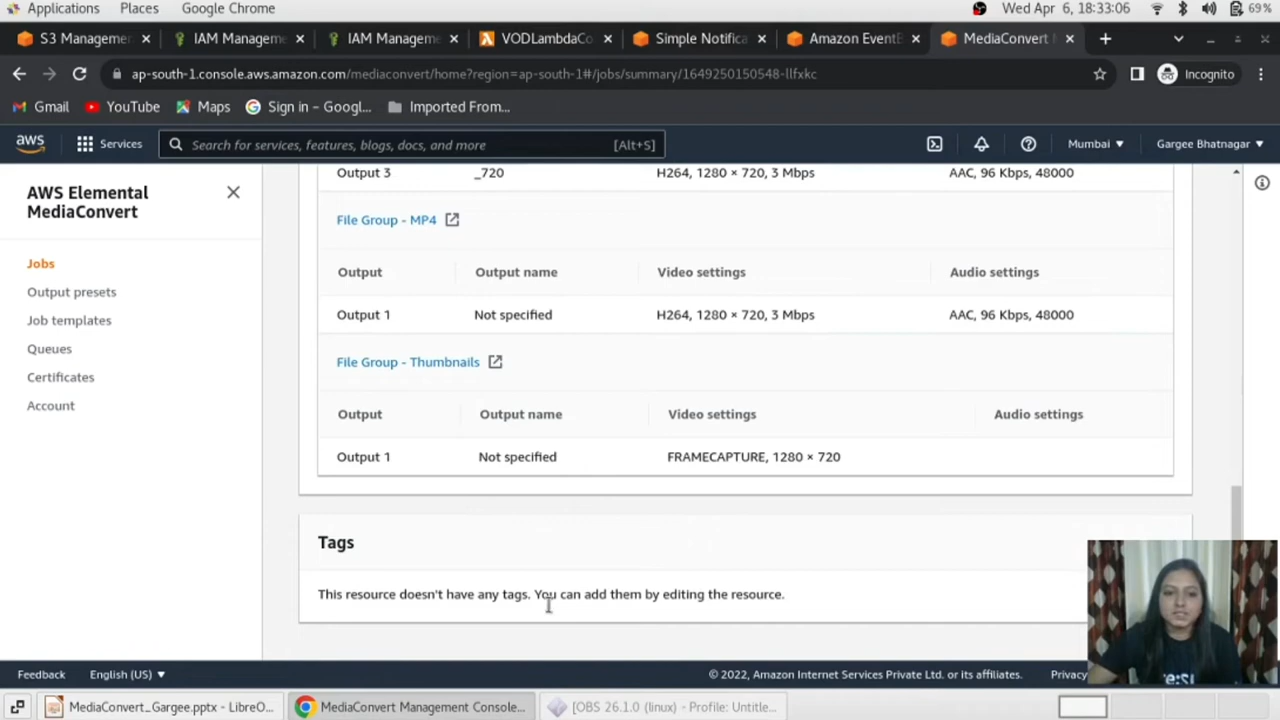 Applications Places Google Chrome Wed Apr 6, 18:33:06 69%
S3 Manageme IAM Manageme IAM Manageme VODLambdaCo Simple Notifica Amazon EventB MediaConvert
ap-south-1.console.aws.amazon.com/mediaconvert/home?region=ap-south-1#/jobs/summary/1649250150548-llfxkc Incognito
Gmail YouTube Maps Sign in – Googl... Imported From...
aws Services Search for services, features, blogs, docs, and more [Alt+S] Mumbai Gargee Bhatnagar
AWS Elemental
MediaConvert
Jobs
Output presets
Job templates
Queues
Certificates
Account
Output 3 _720 H264, 1280 × 720, 3 Mbps AAC, 96 Kbps, 48000
File Group - MP4
Output Output name Video settings Audio settings
Output 1 Not specified H264, 1280 × 720, 3 Mbps AAC, 96 Kbps, 48000
File Group - Thumbnails
Output Output name Video settings Audio settings
Output 1 Not specified FRAMECAPTURE, 1280 × 720
Tags
This resource doesn't have any tags. You can add them by editing the resource.
Feedback English (US) © 2022, Amazon Internet Services Private Ltd. or its affiliates. Privacy
MediaConvert_Gargee.pptx - LibreO... MediaConvert Management Console... [OBS 26.1.0 (linux) - Profile: Untitle...